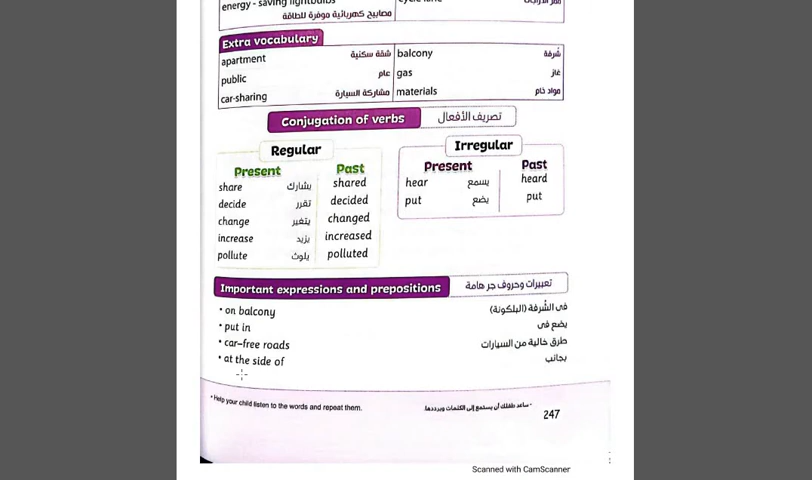 energy - saving lightbulbs
مصابيح كهربائية موفرة للطاقة
Extra vocabulary
apartment شقة سكنية balcony شُرفة
public عام gas غاز
car-sharing مشاركة السيارة materials مواد خام
Conjugation of verbs تصريف الأفعال
Regular
Present Past
share يشارك shared
decide تقرر decided
change يتغير changed
increase يزيد increased
pollute يلوث polluted
Irregular
Present Past
hear يسمع heard
put يضع put
Important expressions and prepositions تعبيرات وحروف جر هامة
• on balcony فى الشُرفة (البلكونة)
• put in يضع فى
• car-free roads طرق خالية من السيارات
• at the side of بجانب
• Help your child listen to the words and repeat them. - ساعد طفلك أن يستمع إلى الكلمات ويرددها.
247
Scanned with CamScanner